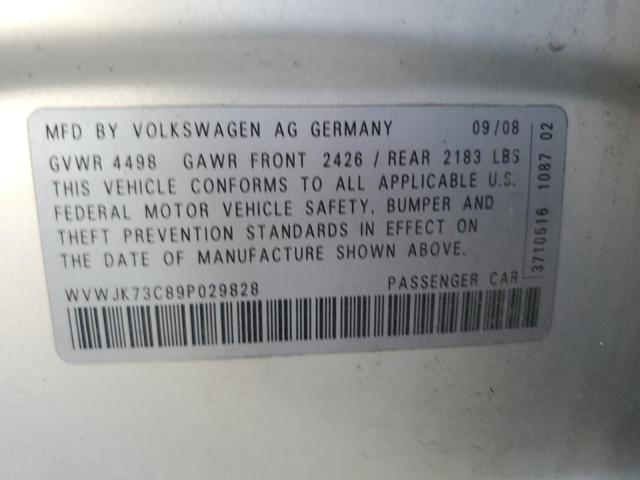 MFD BY VOLKSWAGEN AG GERMANY 09/08
GVWR 4498 GAWR FRONT 2426 / REAR 2183 LBS
THIS VEHICLE CONFORMS TO ALL APPLICABLE U.S.
FEDERAL MOTOR VEHICLE SAFETY, BUMPER AND
THEFT PREVENTION STANDARDS IN EFFECT ON
THE DATE OF MANUFACTURE SHOWN ABOVE.
WVWJK73C89P029828 PASSENGER CAR
3710516 1087 02